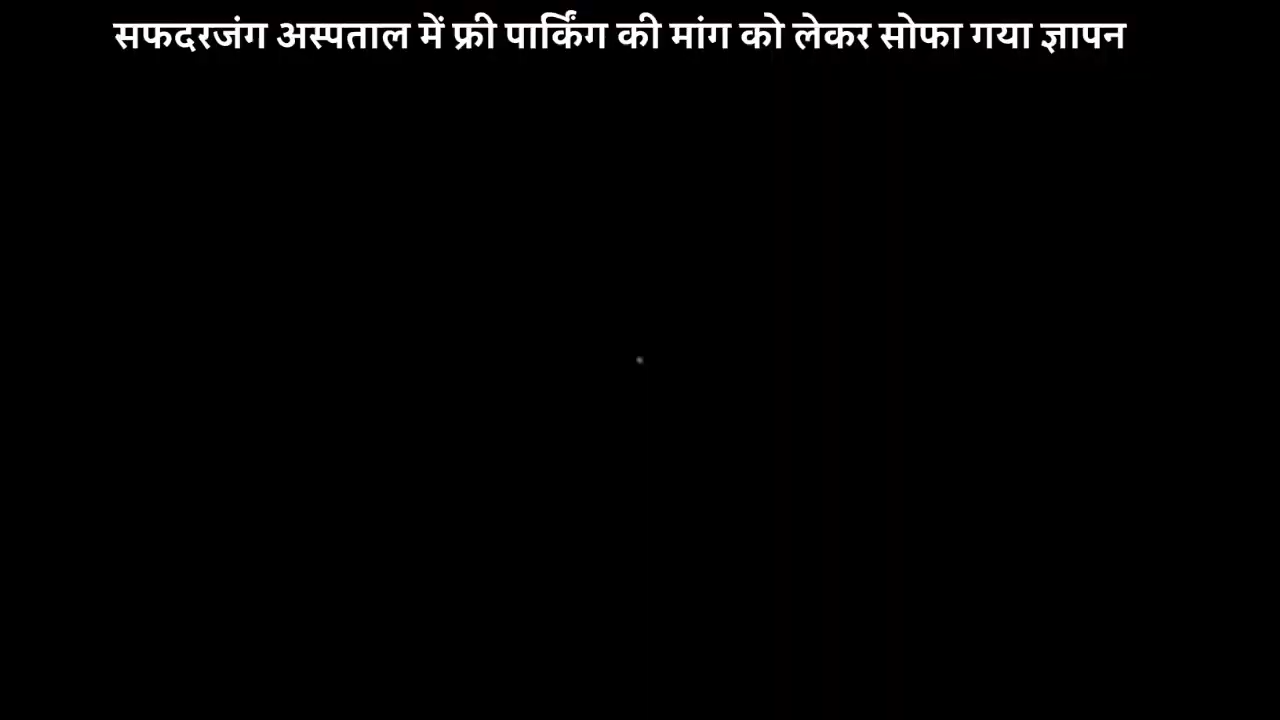 सफदरजंग अस्पताल में फ्री पार्किंग की मांग को लेकर सोफा गया ज्ञापन